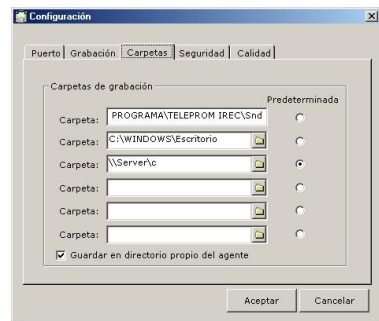 Configuración
Puerto Grabación Carpetas Seguridad Calidad
Carpetas de grabación
Predeterminada
Carpeta: PROGRAMA\TELEPROM IREC\Snd
Carpeta: C:\WINDOWS\Escritorio
Carpeta: \\Server\c
Carpeta:
Carpeta:
Carpeta:
Guardar en directorio propio del agente
Aceptar Cancelar